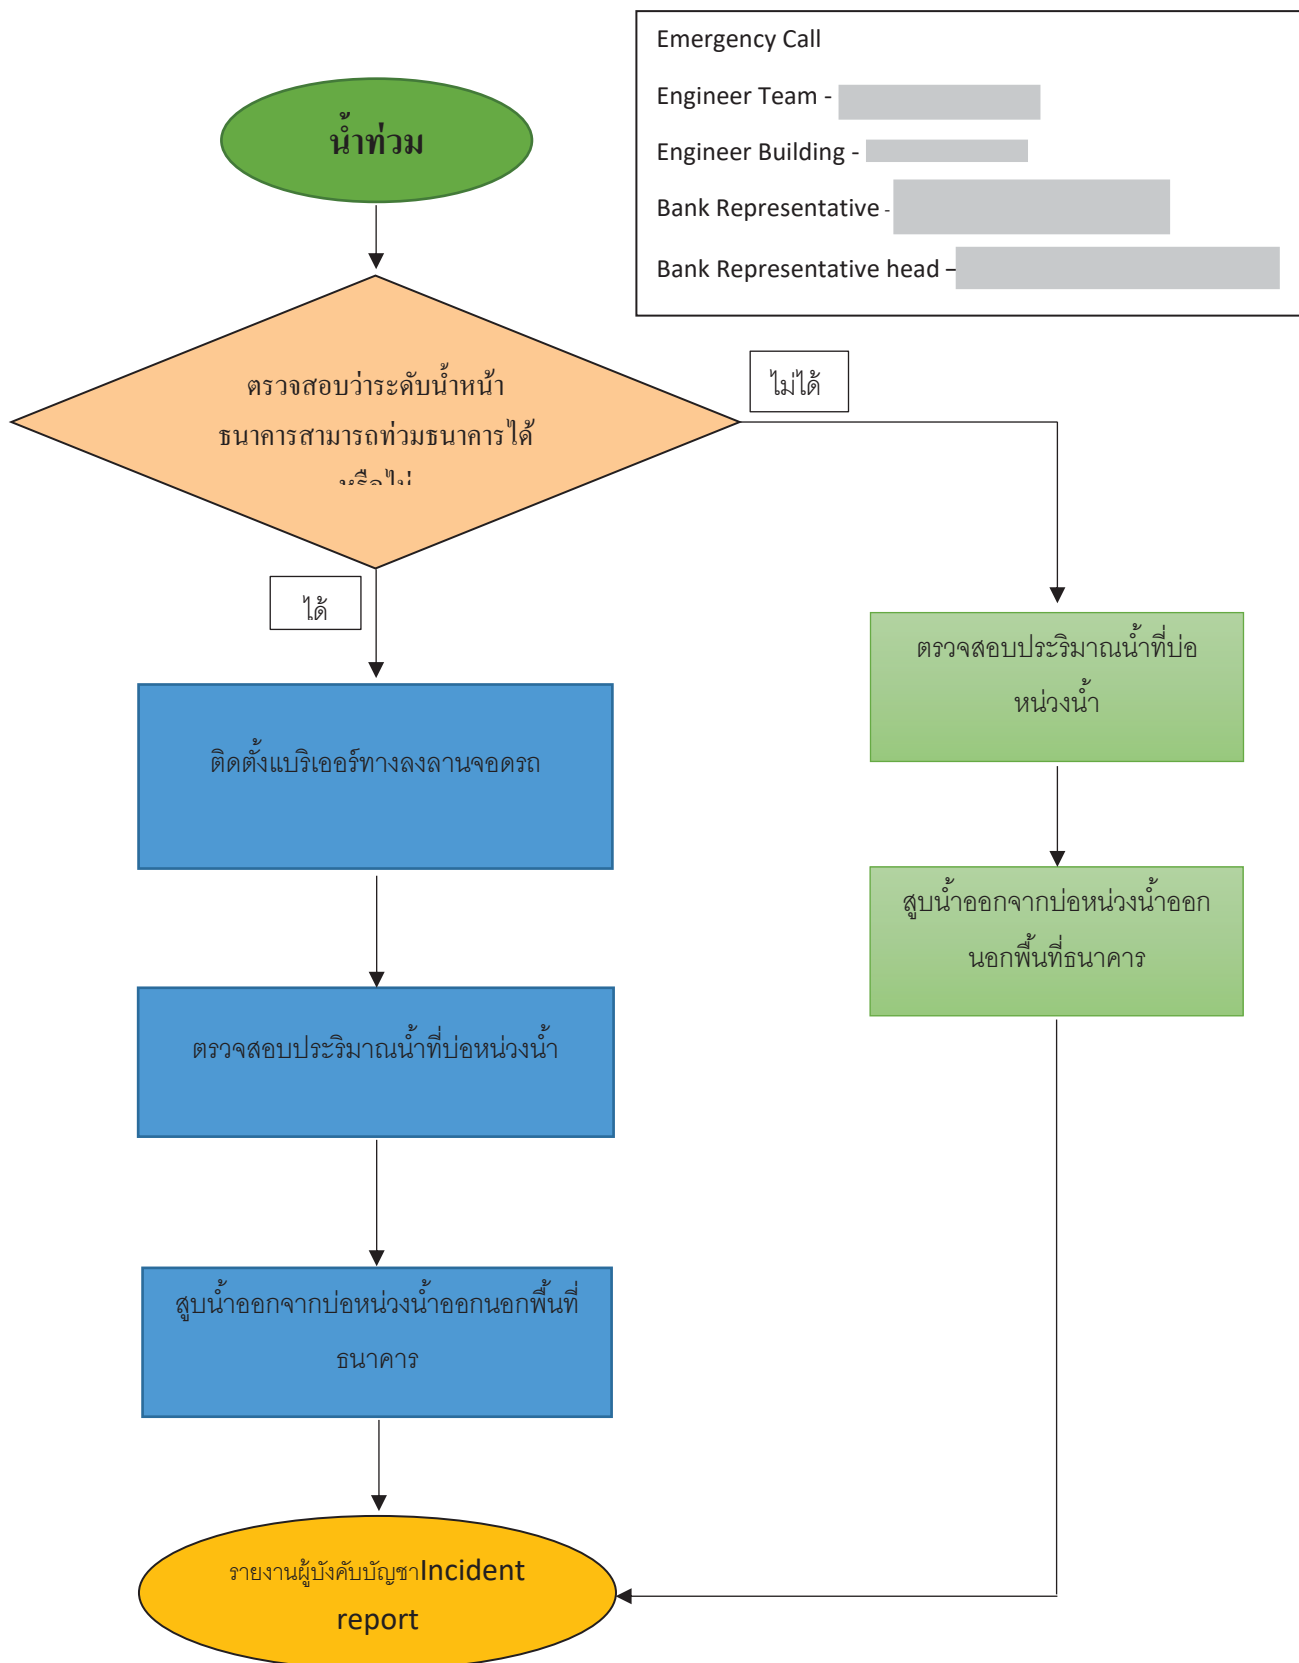 Emergency Call
Engineer Team -
Engineer Building -
Bank Representative -
Bank Representative head –
น้ำท่วม
ตรวจสอบว่าระดับน้ำหน้า
ธนาคารสามารถท่วมธนาคารได้
หรือไม่
ไม่ได้
ได้
ตรวจสอบประริมาณน้ำที่บ่อ
หน่วงน้ำ
ติดตั้งแบริเออร์ทางลงลานจอดรถ
สูบน้ำออกจากบ่อหน่วงน้ำออก
นอกพื้นที่ธนาคาร
ตรวจสอบประริมาณน้ำที่บ่อหน่วงน้ำ
สูบน้ำออกจากบ่อหน่วงน้ำออกนอกพื้นที่
ธนาคาร
รายงานผู้บังคับบัญชาIncident
report